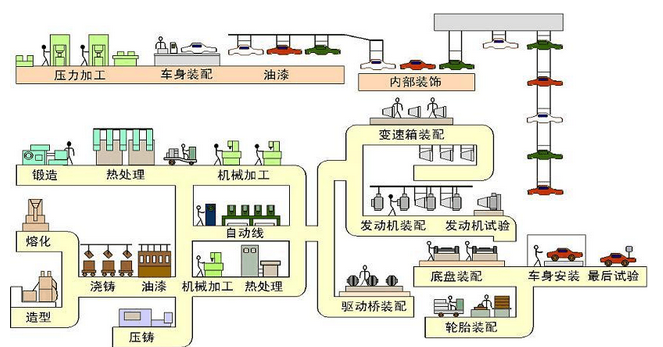 压力加工
车身装配
油漆
内部装饰
变速箱装配
锻造
热处理
机械加工
发动机装配
发动机试验
自动线
熔化
浇铸
油漆
机械加工
热处理
底盘装配
车身安装
最后试验
驱动桥装配
造型
压铸
轮胎装配